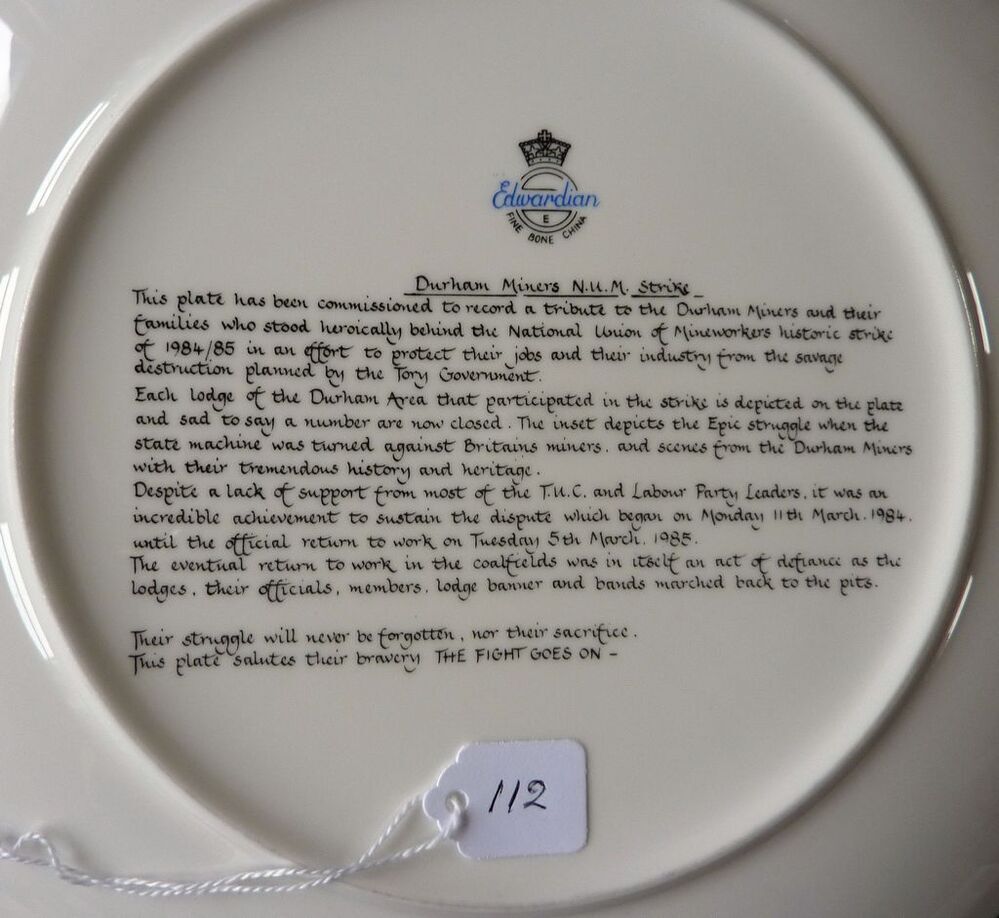 Edwardian
E
FINE BONE CHINA
Durham Miners N.U.M. Strike
This plate has been commissioned to record a tribute to the Durham Miners and their
families who stood heroically behind the National Union of Mineworkers historic strike
of 1984/85 in an effort to protect their jobs and their industry from the savage
destruction planned by the Tory Government.
Each lodge of the Durham Area that participated in the strike is depicted on the plate
and sad to say a number are now closed. The inset depicts the Epic struggle when the
state machine was turned against Britains miners. and scenes from the Durham Miners
with their tremendous history and heritage.
Despite a lack of support from most of the T.U.C. and Labour Party Leaders. it was an
incredible achievement to sustain the dispute which began on Monday 11th March. 1984.
until the official return to work on Tuesday 5th March. 1985.
The eventual return to work in the coalfields was in itself an act of defiance as the
lodges, their officials, members, lodge banner and bands marched back to the pits.
Their struggle will never be forgotten, nor their sacrifice.
This plate salutes their bravery THE FIGHT GOES ON –
112